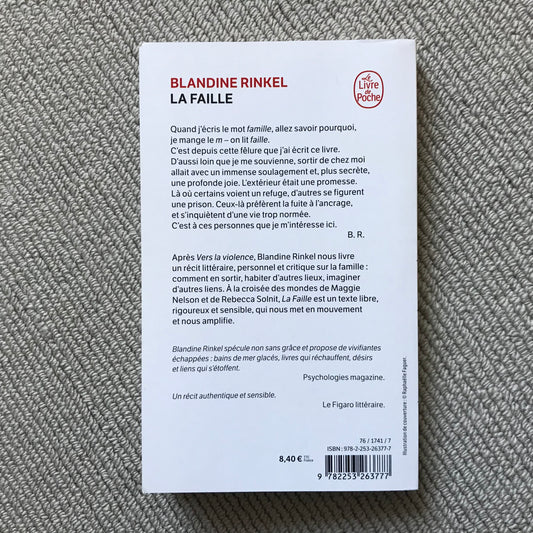 BLANDINE RINKEL
LA FAILLE
Le
Livre
de
Poche
Quand j'écris le mot famille, allez savoir pourquoi,
je mange le m – on lit faille.
C'est depuis cette fêlure que j'ai écrit ce livre.
D'aussi loin que je me souvienne, sortir de chez moi
allait avec un immense soulagement et, plus secrète,
une profonde joie. L'extérieur était une promesse.
Là où certains voient un refuge, d'autres se figurent
une prison. Ceux-là préfèrent la fuite à l'ancrage,
et s'inquiètent d'une vie trop normée.
C'est à ces personnes que je m'intéresse ici.
B. R.
Après Vers la violence, Blandine Rinkel nous livre
un récit littéraire, personnel et critique sur la famille :
comment en sortir, habiter d'autres lieux, imaginer
d'autres liens. À la croisée des mondes de Maggie
Nelson et de Rebecca Solnit, La Faille est un texte libre,
rigoureux et sensible, qui nous met en mouvement
et nous amplifie.
Blandine Rinkel spécule non sans grâce et propose de vivifiantes
échappées : bains de mer glacés, livres qui réchauffent, désirs
et liens qui s'étoffent.
Psychologies magazine.
Un récit authentique et sensible.
Le Figaro littéraire.
Illustration de couverture : © Raphaëlle Faguer.
76 / 1741 / 7
ISBN : 978-2-253-26377-7
8,40 €
9 782253 263777